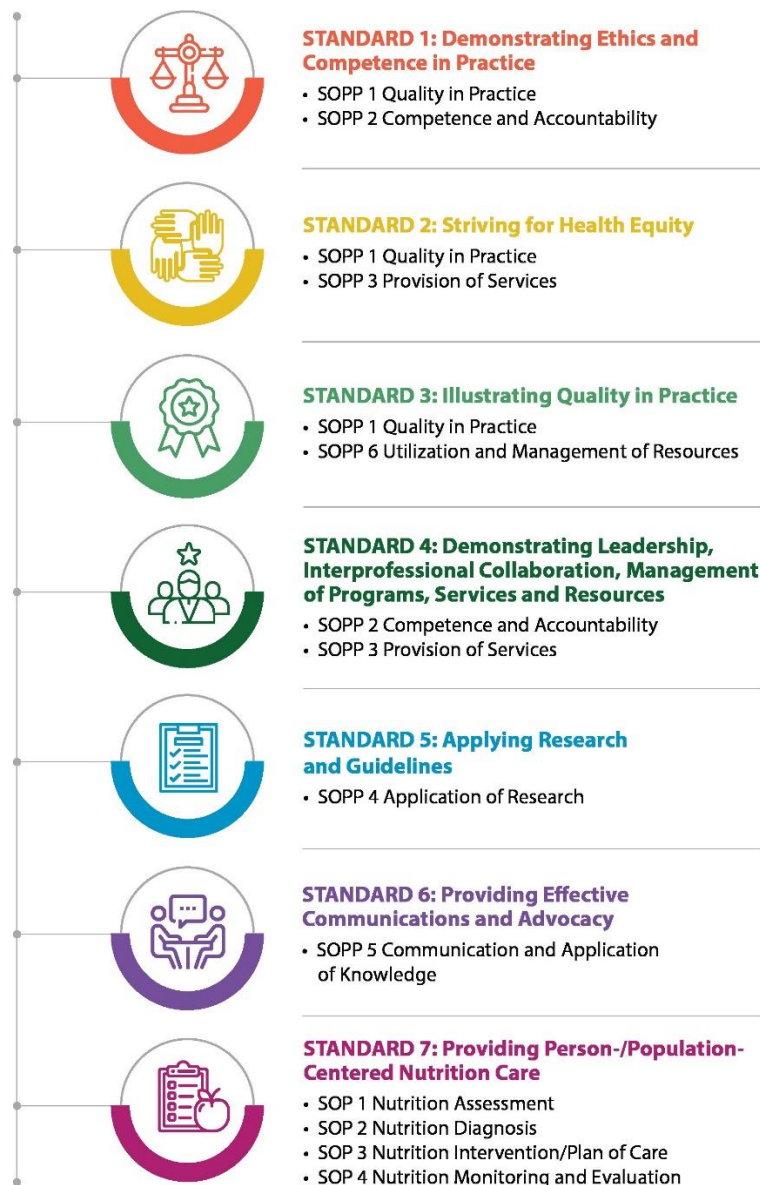 STANDARD 1: Demonstrating Ethics and
Competence in Practice
• SOPP 1 Quality in Practice
• SOPP 2 Competence and Accountability
STANDARD 2: Striving for Health Equity
• SOPP 1 Quality in Practice
• SOPP 3 Provision of Services
STANDARD 3: Illustrating Quality in Practice
• SOPP 1 Quality in Practice
• SOPP 6 Utilization and Management of Resources
STANDARD 4: Demonstrating Leadership,
Interprofessional Collaboration, Management
of Programs, Services and Resources
• SOPP 2 Competence and Accountability
• SOPP 3 Provision of Services
STANDARD 5: Applying Research
and Guidelines
• SOPP 4 Application of Research
STANDARD 6: Providing Effective
Communications and Advocacy
• SOPP 5 Communication and Application
of Knowledge
STANDARD 7: Providing Person-/Population-
Centered Nutrition Care
• SOP 1 Nutrition Assessment
• SOP 2 Nutrition Diagnosis
• SOP 3 Nutrition Intervention/Plan of Care
• SOP 4 Nutrition Monitoring and Evaluation